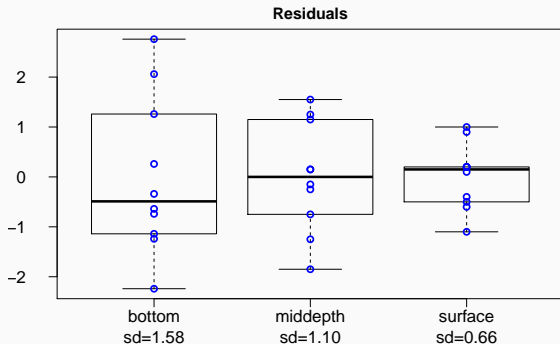 Residuals
2
1
0
−1
−2
bottom middepth surface
sd=1.58 sd=1.10 sd=0.66